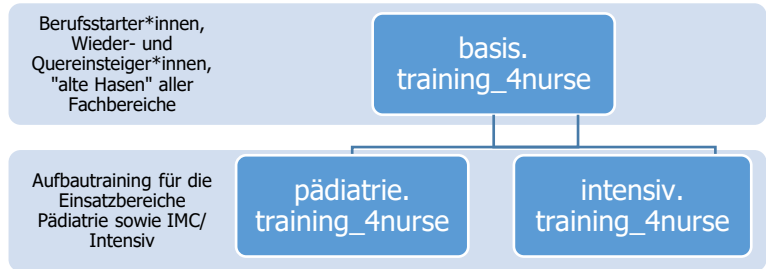 Berufsstarter*innen,
Wieder- und
Quereinsteiger*innen,
"alte Hasen" aller
Fachbereiche
basis.
training_4nurse
Aufbautraining für die
Einsatzbereiche
Pädiatrie sowie IMC/
Intensiv
pädiatrie.
training_4nurse
intensiv.
training_4nurse